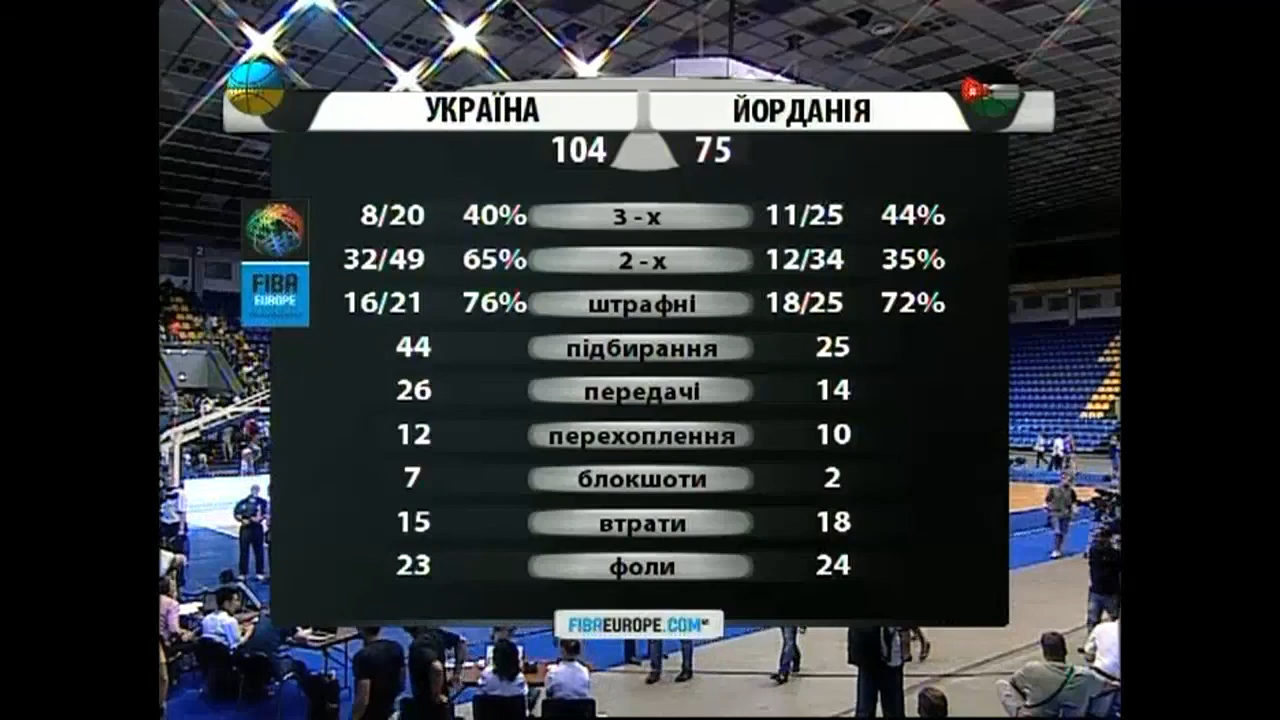 УКРАЇНА ЙОРДАНІЯ
104 75
8/20 40% 3 - х 11/25 44%
32/49 65% 2 - х 12/34 35%
16/21 76% штрафні 18/25 72%
44 підбирання 25
26 передачі 14
12 перехоплення 10
7 блокшоти 2
15 втрати 18
23 фоли 24
FIBA
EUROPE
FIBAEUROPE.COM
2